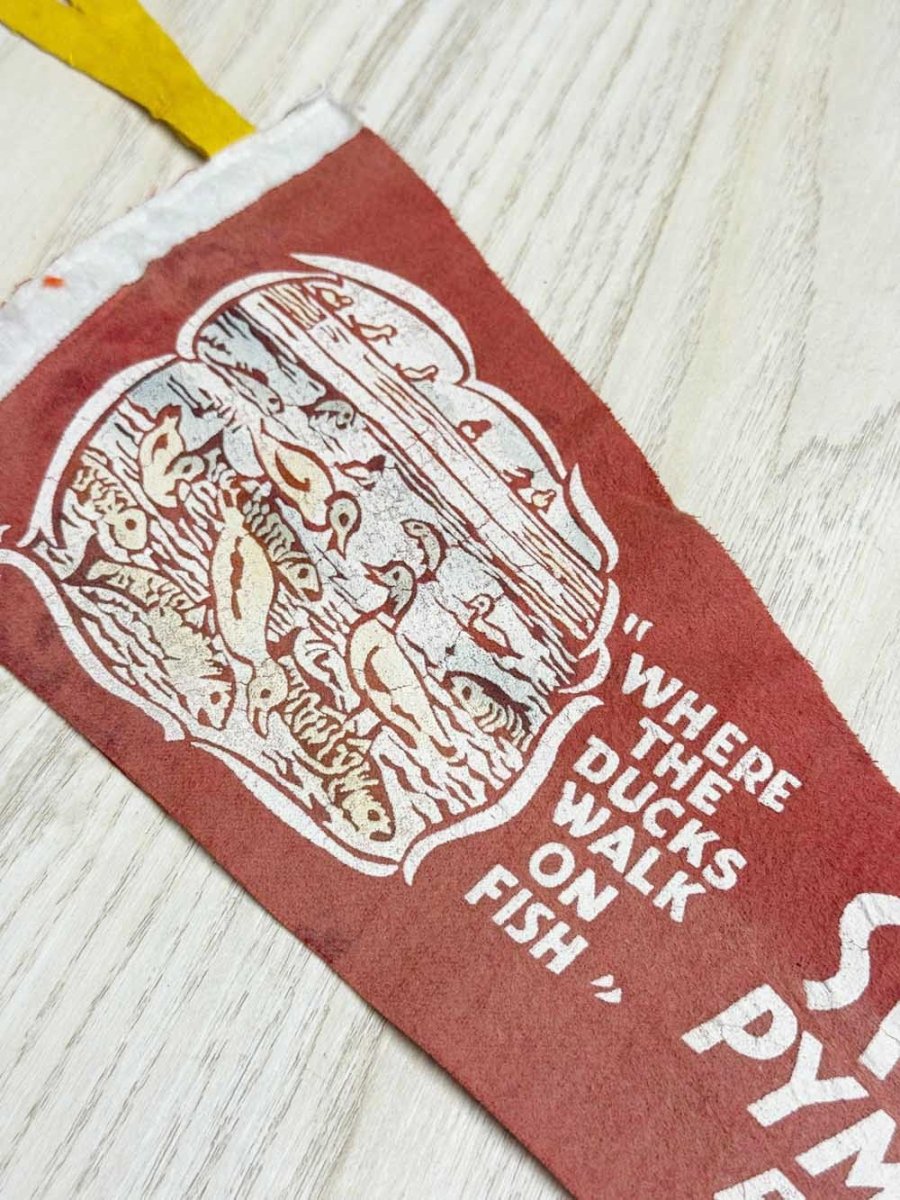 "WHERE
THE
DUCKS
WALK
ON
FISH"
S
PYM